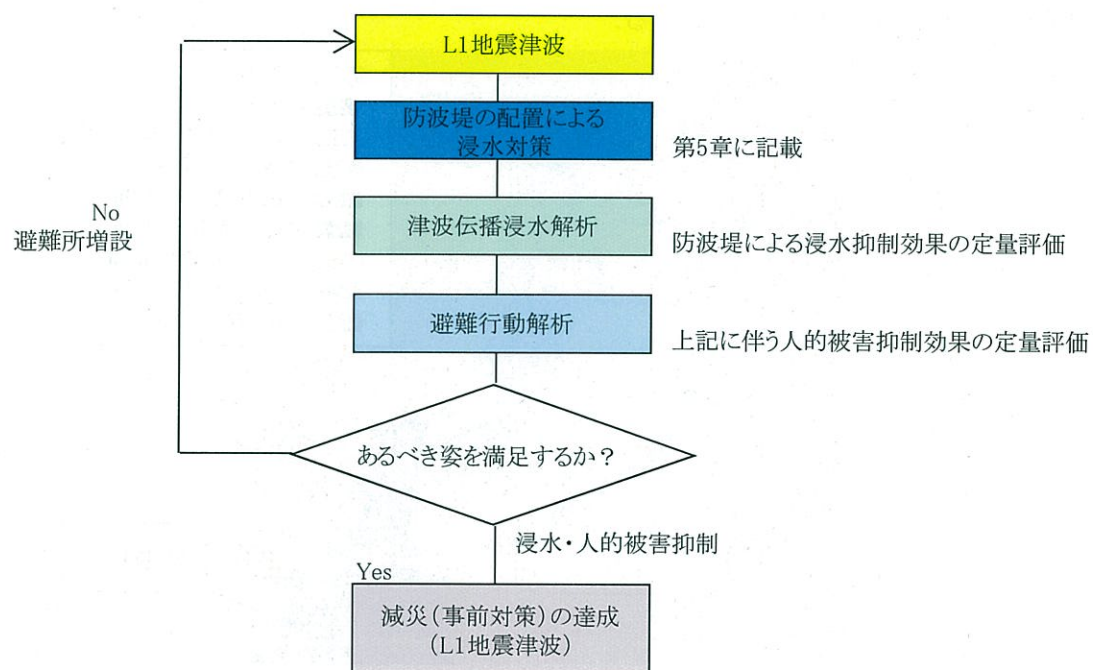 L1地震津波
防波堤の配置による
浸水対策
第5章に記載
津波伝播浸水解析
防波堤による浸水抑制効果の定量評価
No
避難所増設
避難行動解析
上記に伴う人的被害抑制効果の定量評価
あるべき姿を満足するか？
浸水・人的被害抑制
Yes
減災(事前対策)の達成
(L1地震津波)